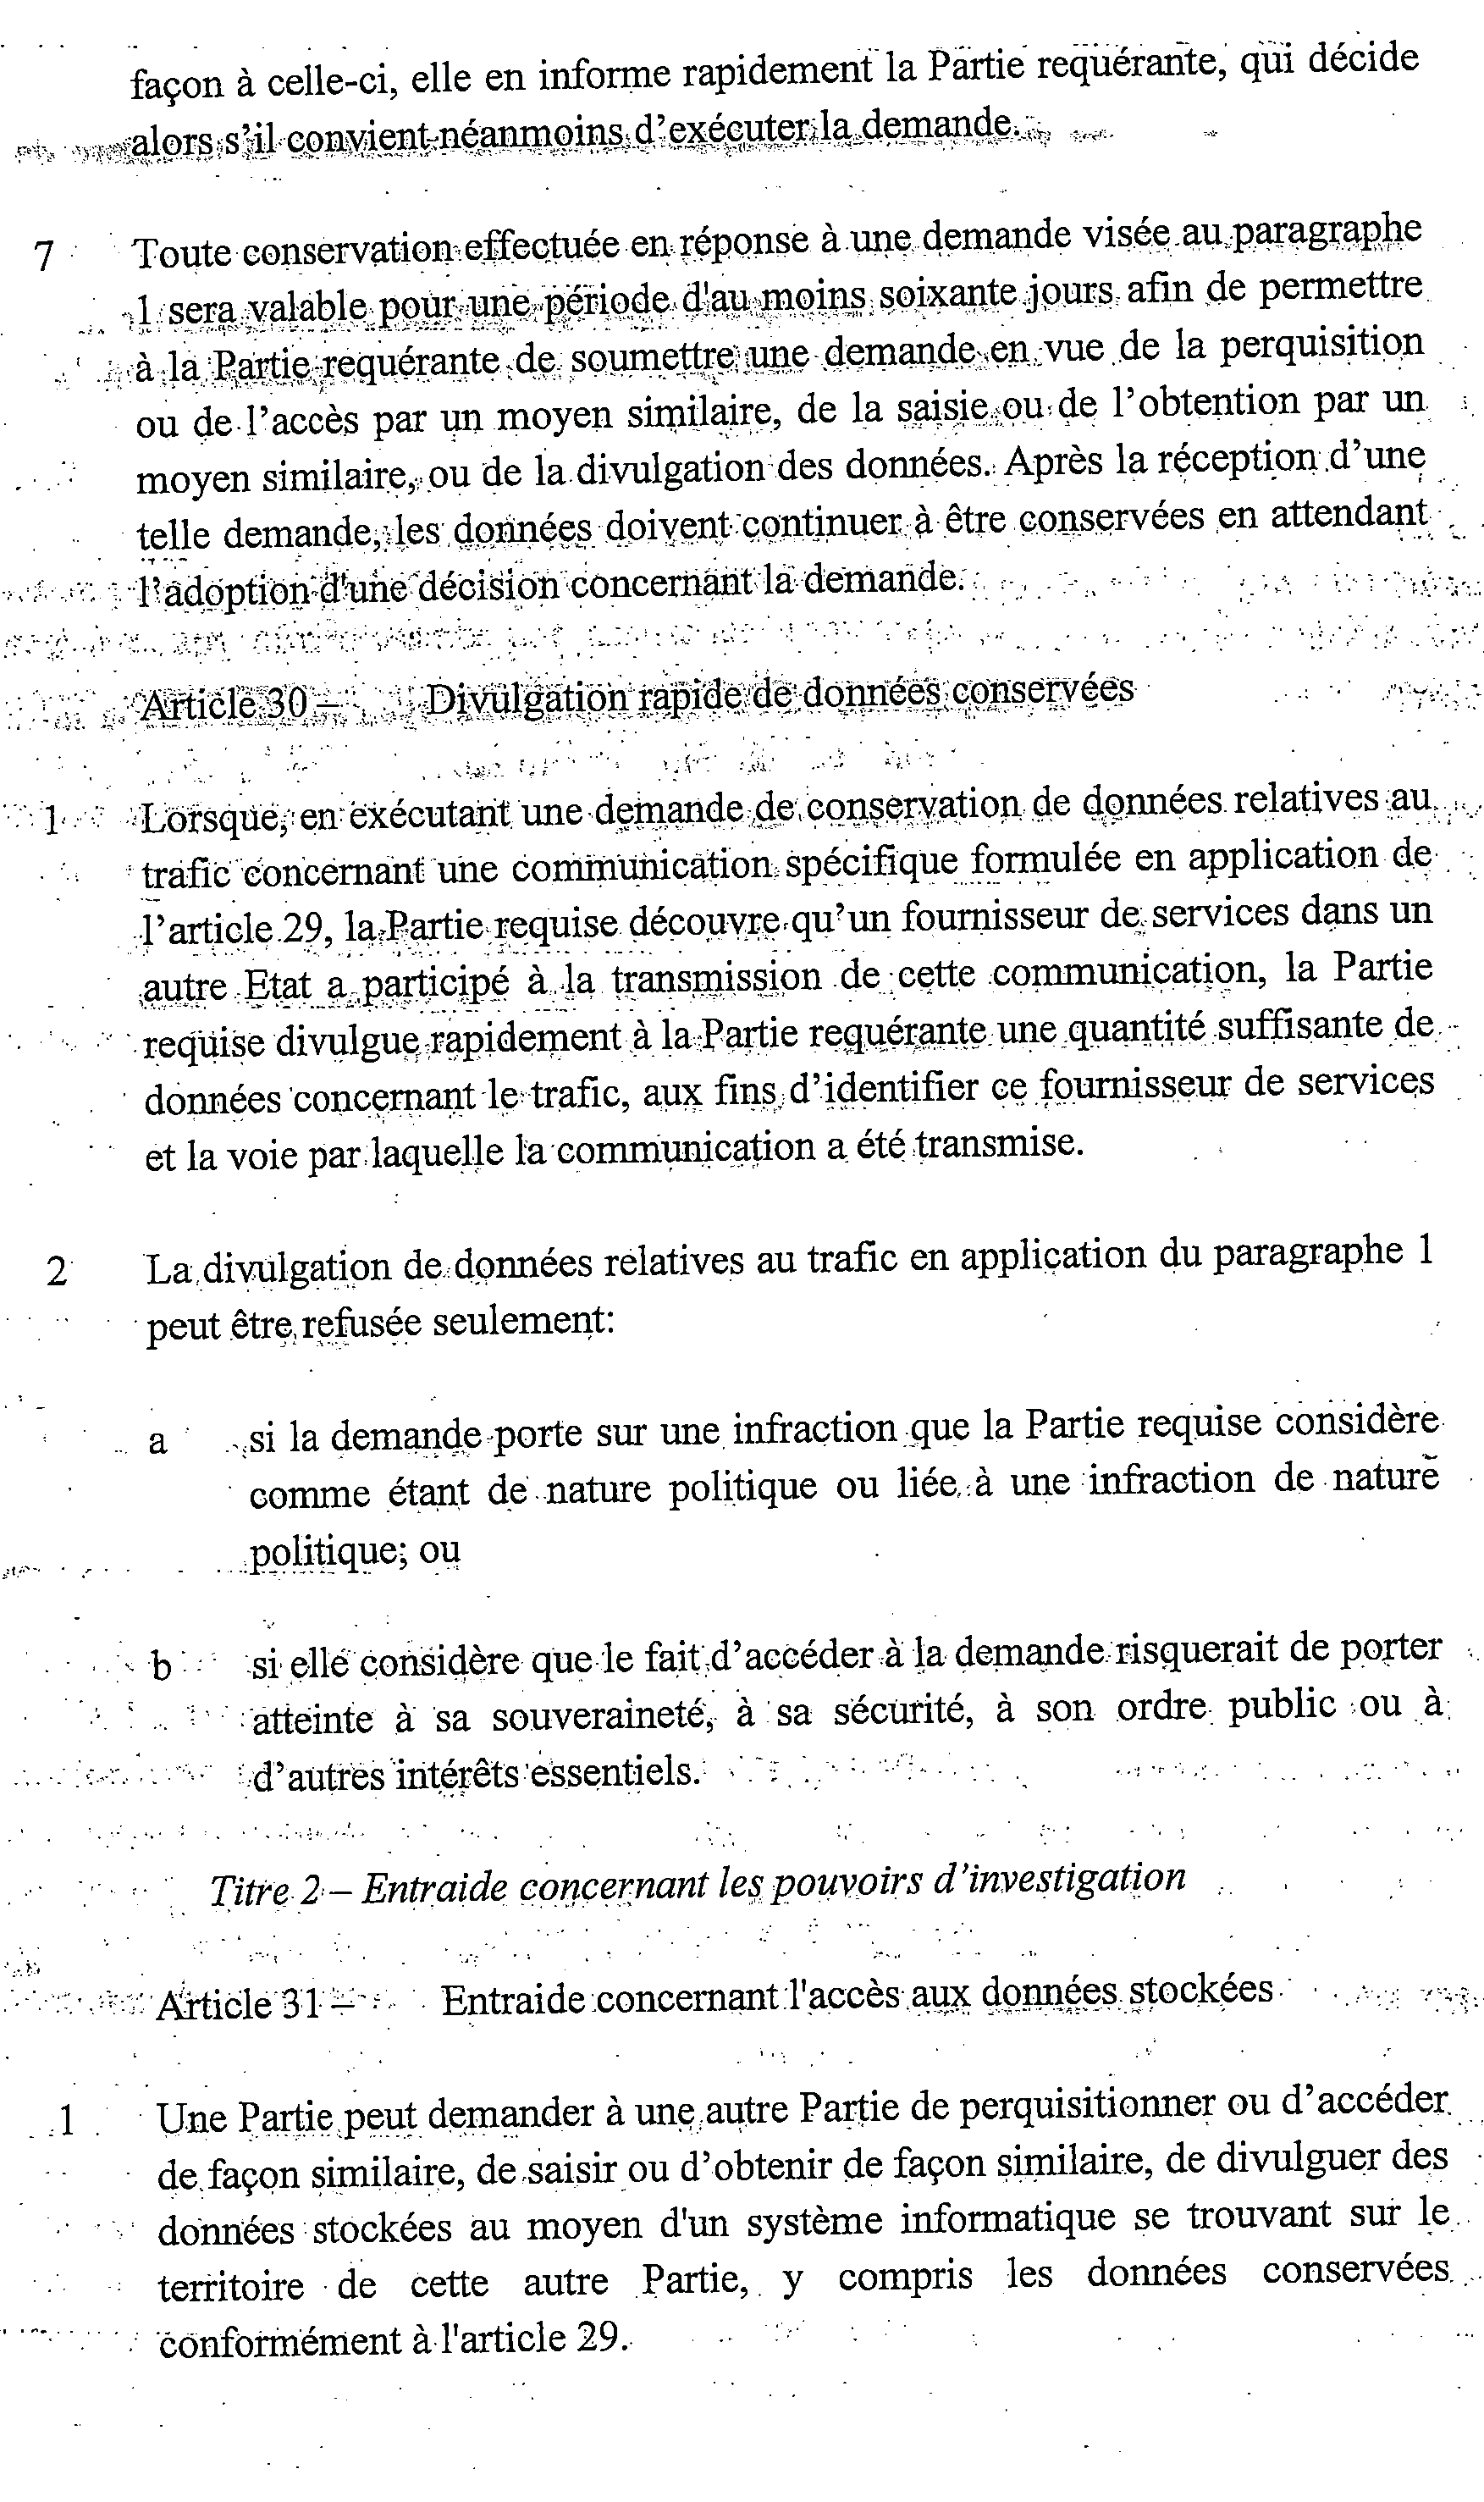 façon à celle-ci, elle en informe rapidement la Partie requérante, qui décide
alors s’il convient néanmoins d’exécuter la demande.
7 Toute conservation effectuée en réponse à une demande visée au paragraphe
1 sera valable pour une période d'au moins soixante jours afin de permettre
à la Partie requérante de soumettre une demande en vue de la perquisition
ou de l’accès par un moyen similaire, de la saisie ou de l’obtention par un
moyen similaire, ou de la divulgation des données. Après la réception d’une
telle demande, les données doivent continuer à être conservées en attendant
l’adoption d'une décision concernant la demande.
Article 30 – Divulgation rapide de données conservées
1 Lorsque, en exécutant une demande de conservation de données relatives au
trafic concernant une communication spécifique formulée en application de
l’article 29, la Partie requise découvre qu’un fournisseur de services dans un
autre Etat a participé à la transmission de cette communication, la Partie
requise divulgue rapidement à la Partie requérante une quantité suffisante de
données concernant le trafic, aux fins d’identifier ce fournisseur de services
et la voie par laquelle la communication a été transmise.
2 La divulgation de données relatives au trafic en application du paragraphe 1
peut être refusée seulement:
a si la demande porte sur une infraction que la Partie requise considère
comme étant de nature politique ou liée à une infraction de nature
politique; ou
b si elle considère que le fait d’accéder à la demande risquerait de porter
atteinte à sa souveraineté, à sa sécurité, à son ordre public ou à
d’autres intérêts essentiels.
Titre 2 – Entraide concernant les pouvoirs d’investigation
Article 31 – Entraide concernant l'accès aux données stockées
1 Une Partie peut demander à une autre Partie de perquisitionner ou d’accéder
de façon similaire, de saisir ou d’obtenir de façon similaire, de divulguer des
données stockées au moyen d'un système informatique se trouvant sur le
territoire de cette autre Partie, y compris les données conservées
conformément à l'article 29.